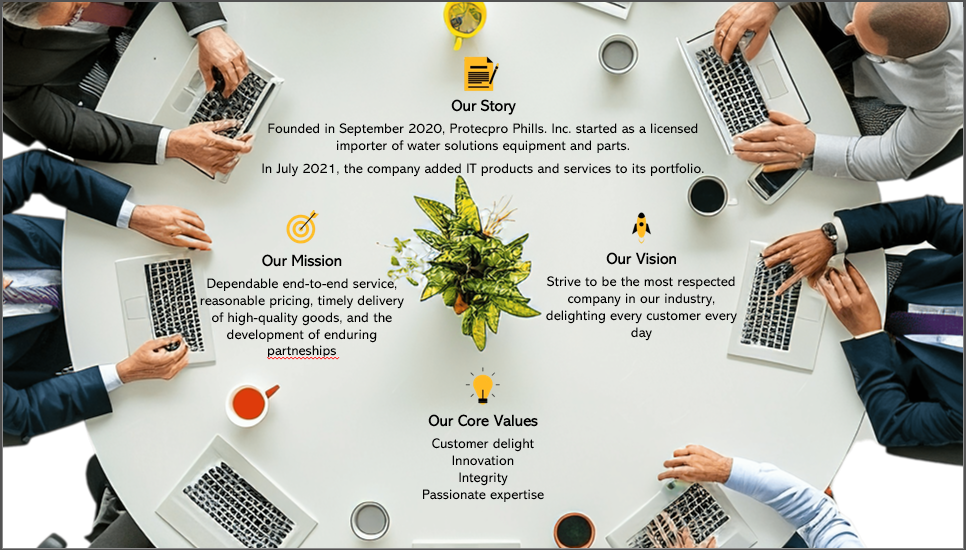 Our Story
Founded in September 2020, Protecpro Phills. Inc. started as a licensed
importer of water solutions equipment and parts.
In July 2021, the company added IT products and services to its portfolio.
Our Mission
Dependable end-to-end service,
reasonable pricing, timely delivery
of high-quality goods, and the
development of enduring
partneships
Our Vision
Strive to be the most respected
company in our industry,
delighting every customer every
day
Our Core Values
Customer delight
Innovation
Integrity
Passionate expertise